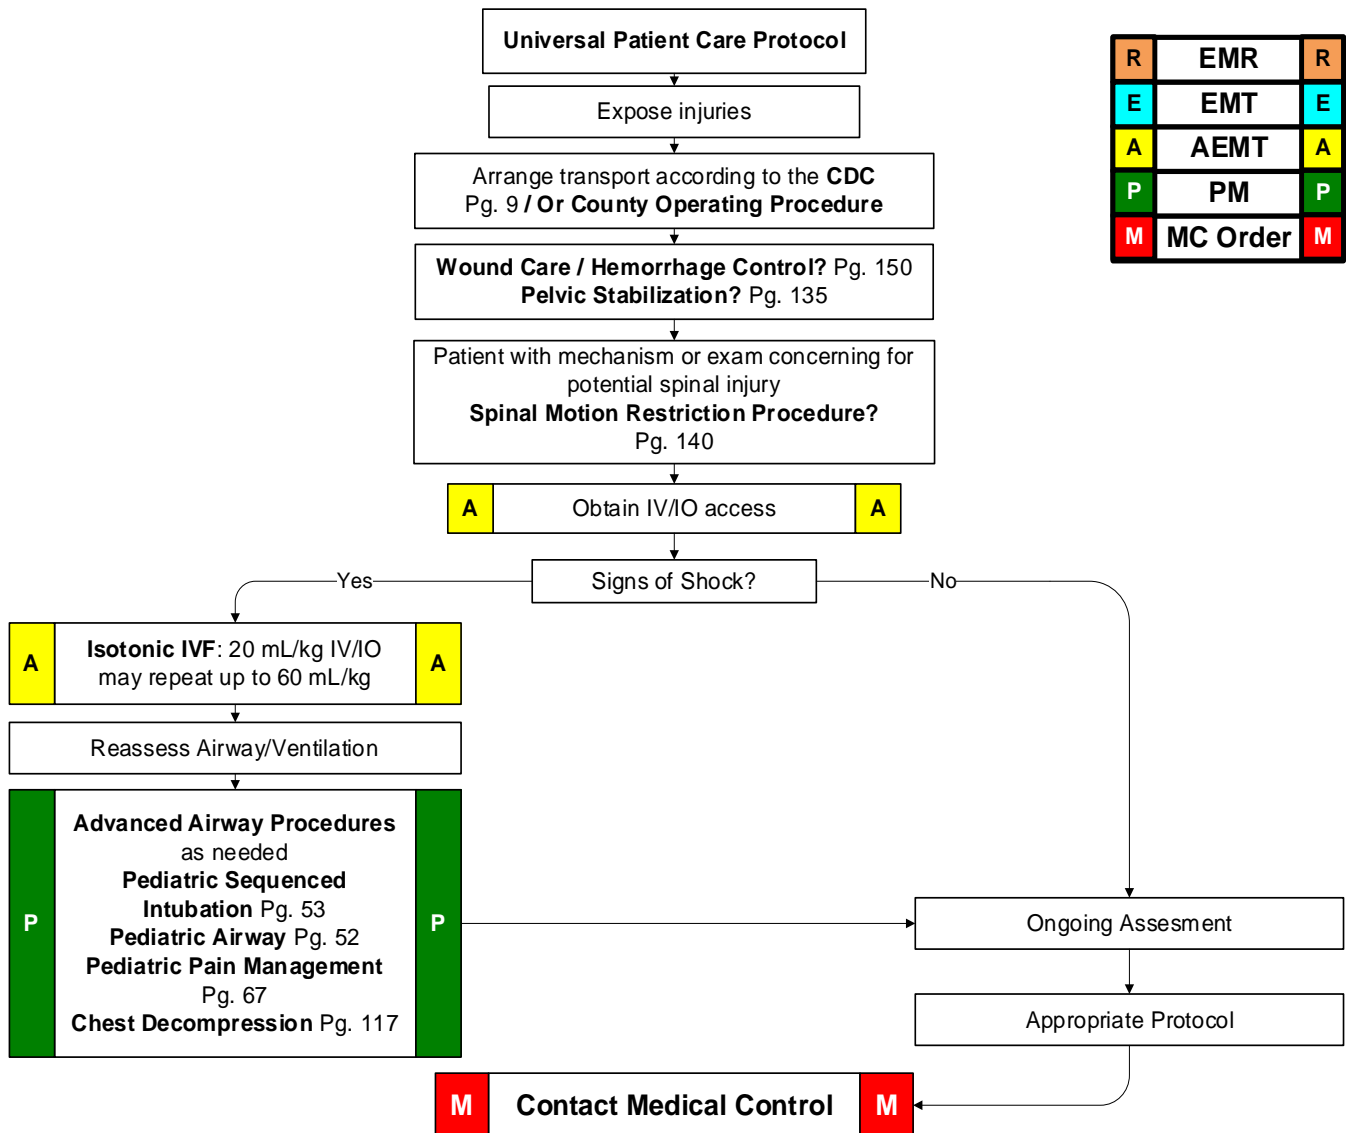 Universal Patient Care Protocol
R EMR R
E EMT E
A AEMT A
P PM P
M MC Order M
Expose injuries
Arrange transport according to the CDC
Pg. 9 / Or County Operating Procedure
Wound Care / Hemorrhage Control? Pg. 150
Pelvic Stabilization? Pg. 135
Patient with mechanism or exam concerning for
potential spinal injury
Spinal Motion Restriction Procedure?
Pg. 140
A Obtain IV/IO access A
Signs of Shock?
Yes
No
A Isotonic IVF: 20 mL/kg IV/IO A
may repeat up to 60 mL/kg
Reassess Airway/Ventilation
Advanced Airway Procedures
as needed
Pediatric Sequenced
Intubation Pg. 53
P Pediatric Airway Pg. 52 P
Pediatric Pain Management
Pg. 67
Chest Decompression Pg. 117
Ongoing Assesment
Appropriate Protocol
M Contact Medical Control M